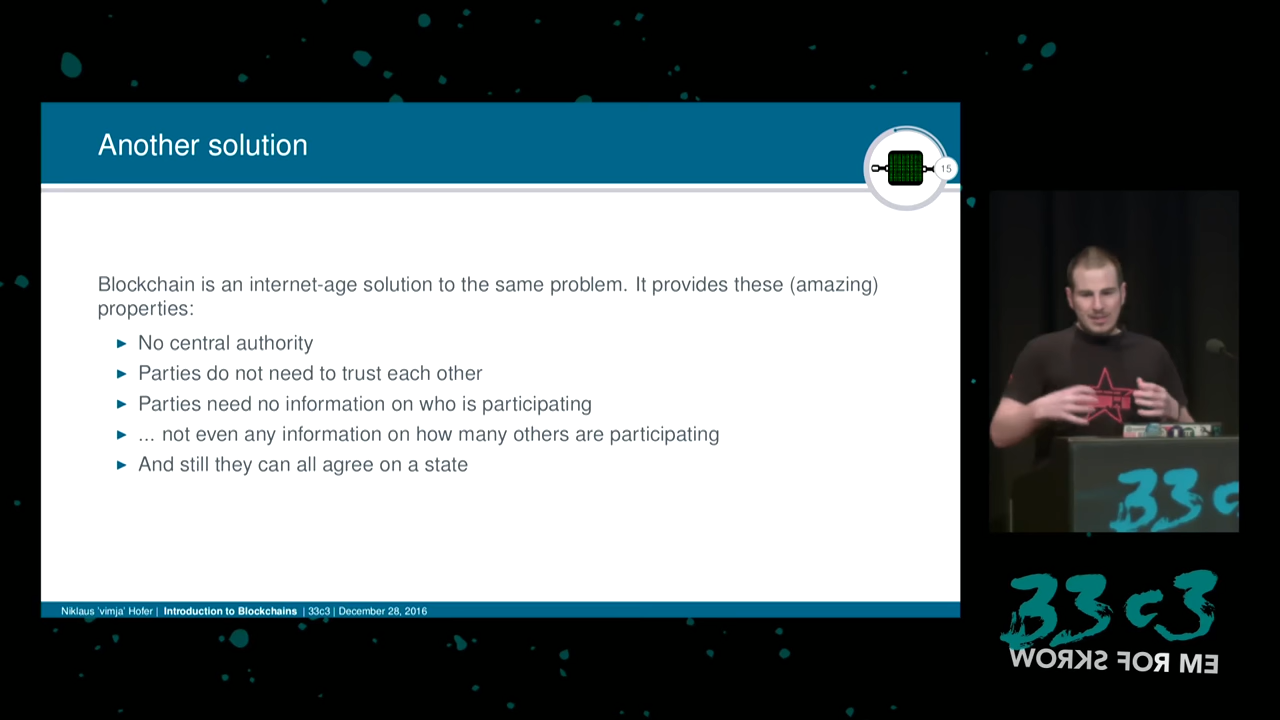 Another solution
15
Blockchain is an internet-age solution to the same problem. It provides these (amazing)
properties:
No central authority
Parties do not need to trust each other
Parties need no information on who is participating
... not even any information on how many others are participating
And still they can all agree on a state
Niklaus 'vimja' Hofer | Introduction to Blockchains | 33c3 | December 28, 2016
33c
33c3
WORKS FOR ME